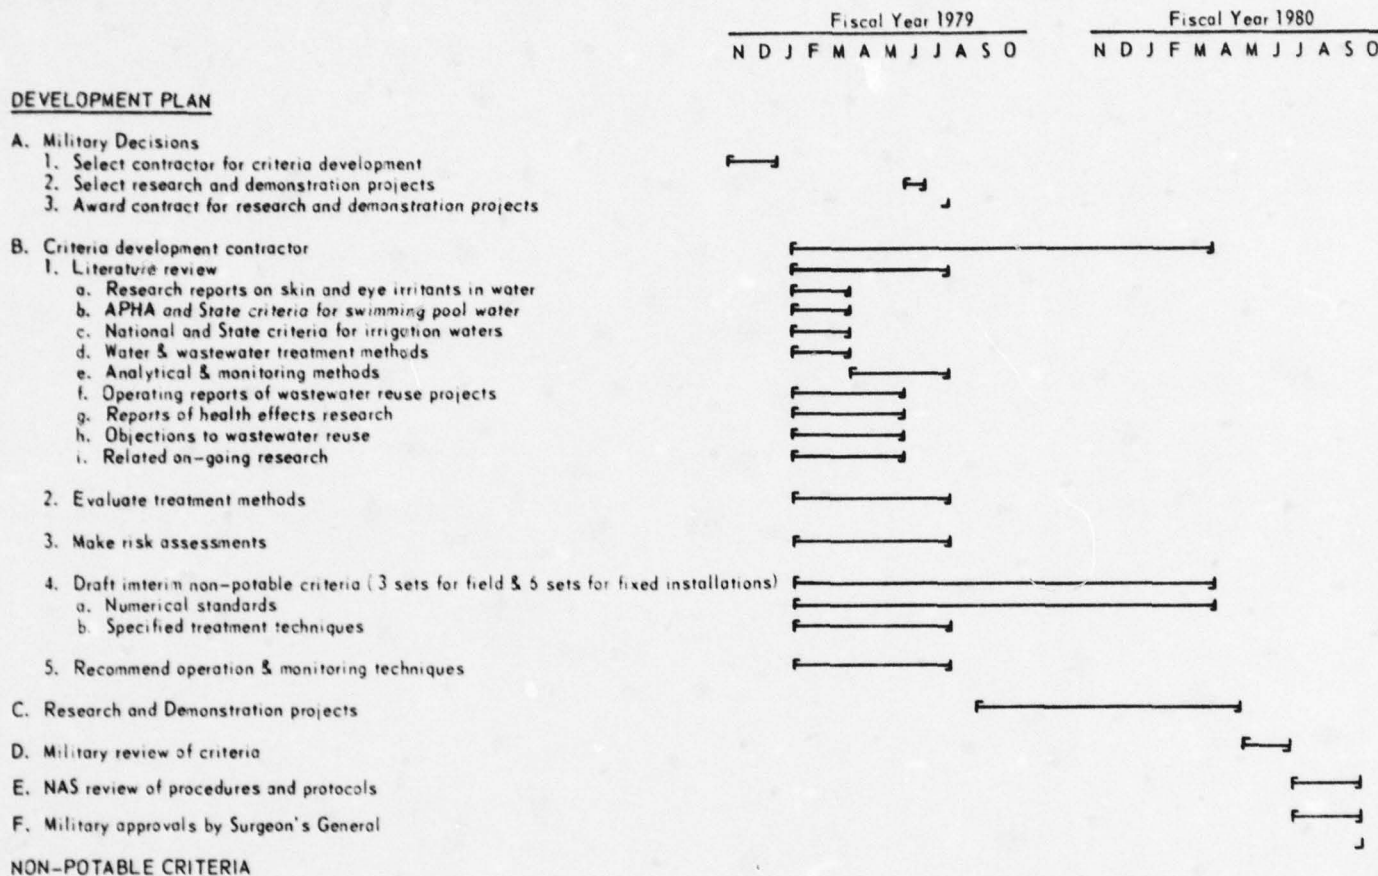 Fiscal Year 1979 Fiscal Year 1980
N D J F M A M J J A S O N D J F M A M J J A S O
DEVELOPMENT PLAN
A. Military Decisions
1. Select contractor for criteria development
2. Select research and demonstration projects
3. Award contract for research and demonstration projects
B. Criteria development contractor
1. Literature review
a. Research reports on skin and eye irritants in water
b. APHA and State criteria for swimming pool water
c. National and State criteria for irrigation waters
d. Water & wastewater treatment methods
e. Analytical & monitoring methods
f. Operating reports of wastewater reuse projects
g. Reports of health effects research
h. Objections to wastewater reuse
i. Related on-going research
2. Evaluate treatment methods
3. Make risk assessments
4. Draft imterim non-potable criteria (3 sets for field & 5 sets for fixed installations)
a. Numerical standards
b. Specified treatment techniques
5. Recommend operation & monitoring techniques
C. Research and Demonstration projects
D. Military review of criteria
E. NAS review of procedures and protocols
F. Military approvals by Surgeon's General
NON-POTABLE CRITERIA